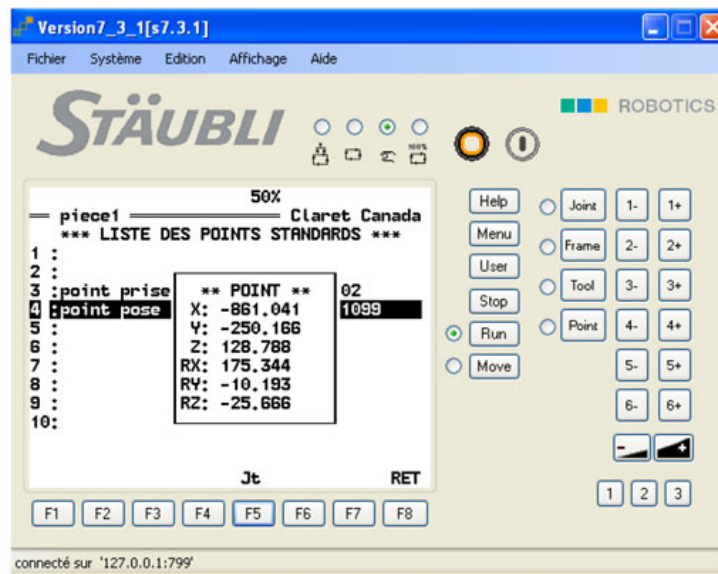 Version7_3_1[s7.3.1]
Fichier Système Edition Affichage Aide
STÄUBLI
ROBOTICS
100%
50%
piece1 Claret Canada
*** LISTE DES POINTS STANDARDS ***
1 :
2 :
3 :point prise 02
4 :point pose 1099
5 :
6 :
7 :
8 :
9 :
10:
** POINT **
X: -861.041
Y: -250.166
Z: 128.788
RX: 175.344
RY: -10.193
RZ: -25.666
Jt RET
F1 F2 F3 F4 F5 F6 F7 F8
Help
Menu
User
Stop
Run
Move
Joint 1- 1+
Frame 2- 2+
Tool 3- 3+
Point 4- 4+
5- 5+
6- 6+
- +
1 2 3
connecté sur '127.0.0.1:799'